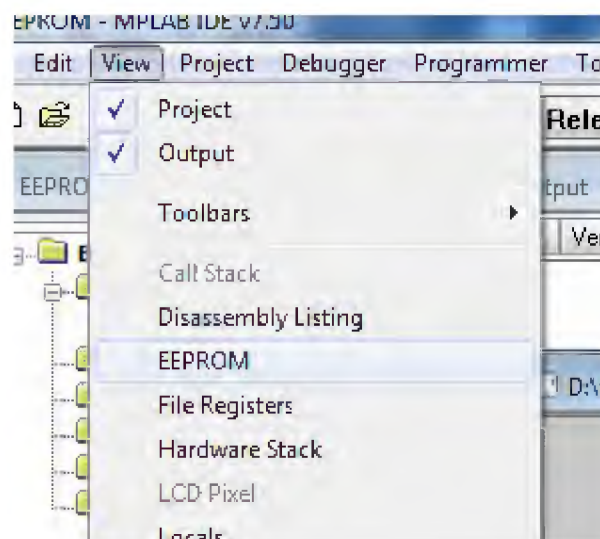 EEPROM - MPLAB IDE v7.50
Edit View Project Debugger Programmer To
Project
Rele
Output
EEPRO
tput
Toolbars
Ve
E
Call Stack
Disassembly Listing
EEPROM
D:\
File Registers
Hardware Stack
LCD Pixel
Locals